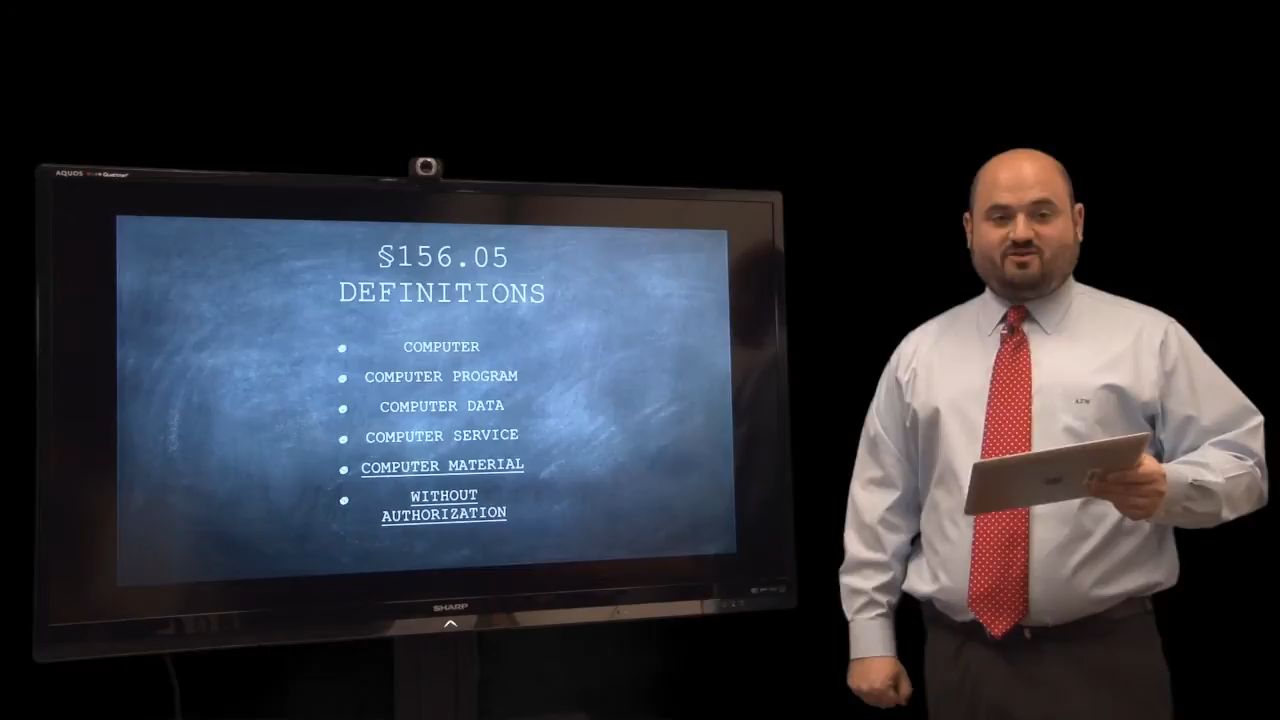 AQUOS
§156.05
DEFINITIONS
COMPUTER
COMPUTER PROGRAM
COMPUTER DATA
COMPUTER SERVICE
COMPUTER MATERIAL
WITHOUT
AUTHORIZATION
SHARP